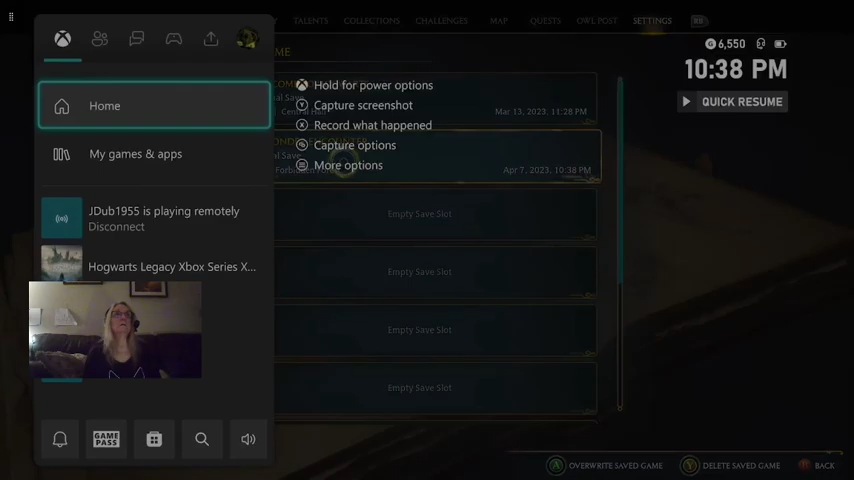 TALENTS
COLLECTIONS
CHALLENGES
MAP
QUESTS
OWL POST
SETTINGS
RB
G 6,550
10:38 PM
QUICK RESUME
Home
My games & apps
JDub1955 is playing remotely
Disconnect
Hogwarts Legacy Xbox Series X...
GAME PASS
Hold for power options
Capture screenshot
Record what happened
Capture options
More options
Mar 13, 2023. 11:28 PM
Apr 7, 2023, 10:38 PM
Empty Save Slot
Empty Save Slot
Empty Save Slot
Empty Save Slot
A OVERWRITE SAVED GAME
Y DELETE SAVED GAME
BACK